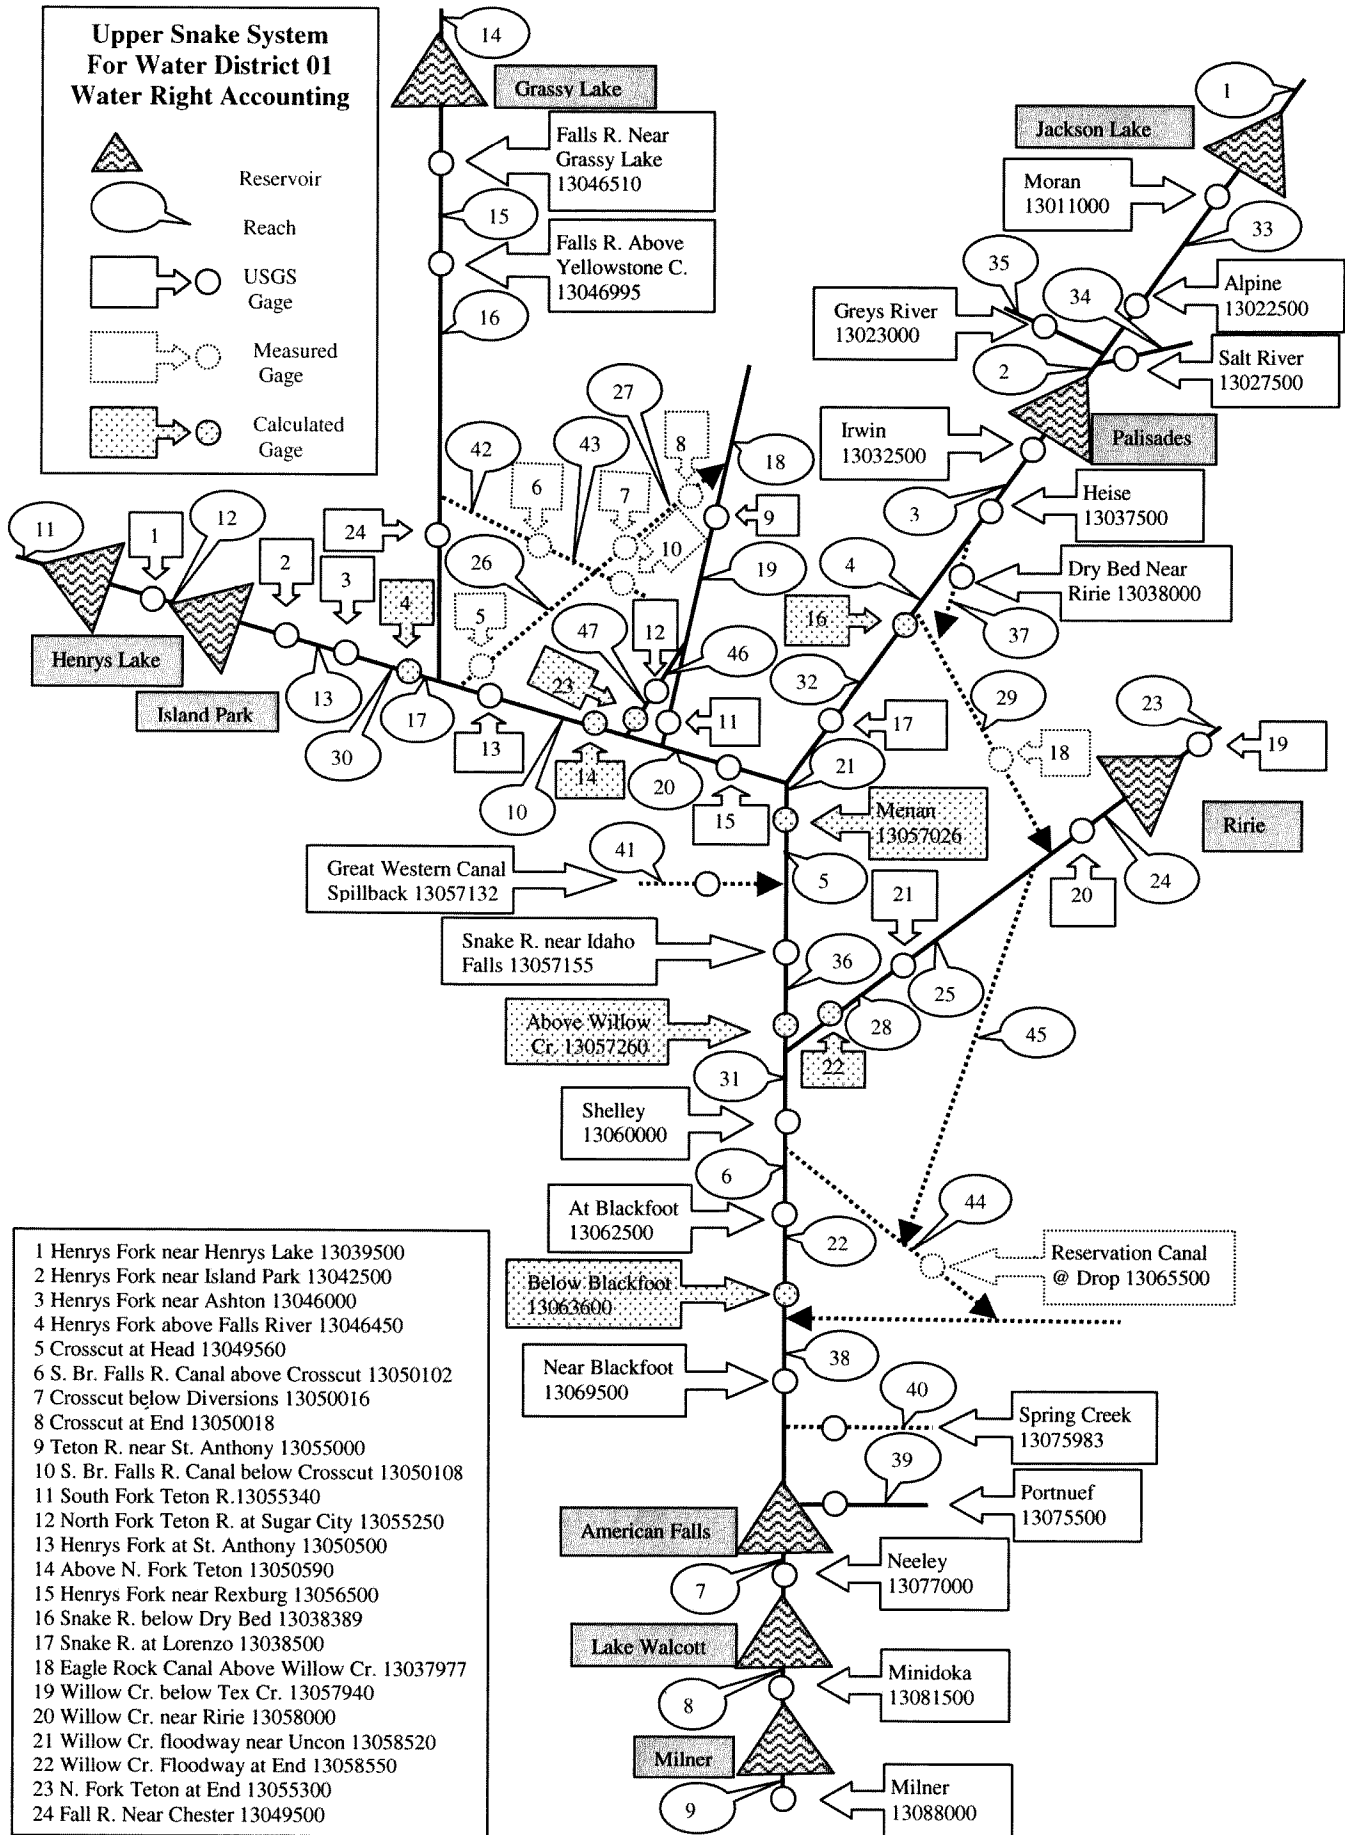 Upper Snake System
For Water District 01
Water Right Accounting
Reservoir
Reach
USGS
Gage
Measured
Gage
Calculated
Gage
14
Grassy Lake
Falls R. Near
Grassy Lake
13046510
15
Falls R. Above
Yellowstone C.
13046995
16
1
Jackson Lake
Moran
13011000
33
35
34
Alpine
13022500
Greys River
13023000
Salt River
13027500
2
Irwin
13032500
Palisades
3
Heise
13037500
Dry Bed Near
Ririe 13038000
37
4
16
32
17
29
18
23
19
Ririe
20
24
27
8
18
42
43
6
7
10
9
19
24
26
5
11
1
12
2
3
4
Henrys Lake
Island Park
13
30
17
13
10
14
47
23
12
46
11
20
15
21
Menan
13057026
Great Western Canal
Spillback 13057132
41
5
21
Snake R. near Idaho
Falls 13057155
36
25
Above Willow
Cr. 13057260
28
22
45
31
Shelley
13060000
6
44
At Blackfoot
13062500
22
Reservation Canal
@ Drop 13065500
Below Blackfoot
13063600
38
Near Blackfoot
13069500
40
Spring Creek
13075983
39
Portnuef
13075500
American Falls
7
Neeley
13077000
Lake Walcott
8
Minidoka
13081500
Milner
9
Milner
13088000
1 Henrys Fork near Henrys Lake 13039500
2 Henrys Fork near Island Park 13042500
3 Henrys Fork near Ashton 13046000
4 Henrys Fork above Falls River 13046450
5 Crosscut at Head 13049560
6 S. Br. Falls R. Canal above Crosscut 13050102
7 Crosscut below Diversions 13050016
8 Crosscut at End 13050018
9 Teton R. near St. Anthony 13055000
10 S. Br. Falls R. Canal below Crosscut 13050108
11 South Fork Teton R.13055340
12 North Fork Teton R. at Sugar City 13055250
13 Henrys Fork at St. Anthony 13050500
14 Above N. Fork Teton 13050590
15 Henrys Fork near Rexburg 13056500
16 Snake R. below Dry Bed 13038389
17 Snake R. at Lorenzo 13038500
18 Eagle Rock Canal Above Willow Cr. 13037977
19 Willow Cr. below Tex Cr. 13057940
20 Willow Cr. near Ririe 13058000
21 Willow Cr. floodway near Uncon 13058520
22 Willow Cr. Floodway at End 13058550
23 N. Fork Teton at End 13055300
24 Fall R. Near Chester 13049500